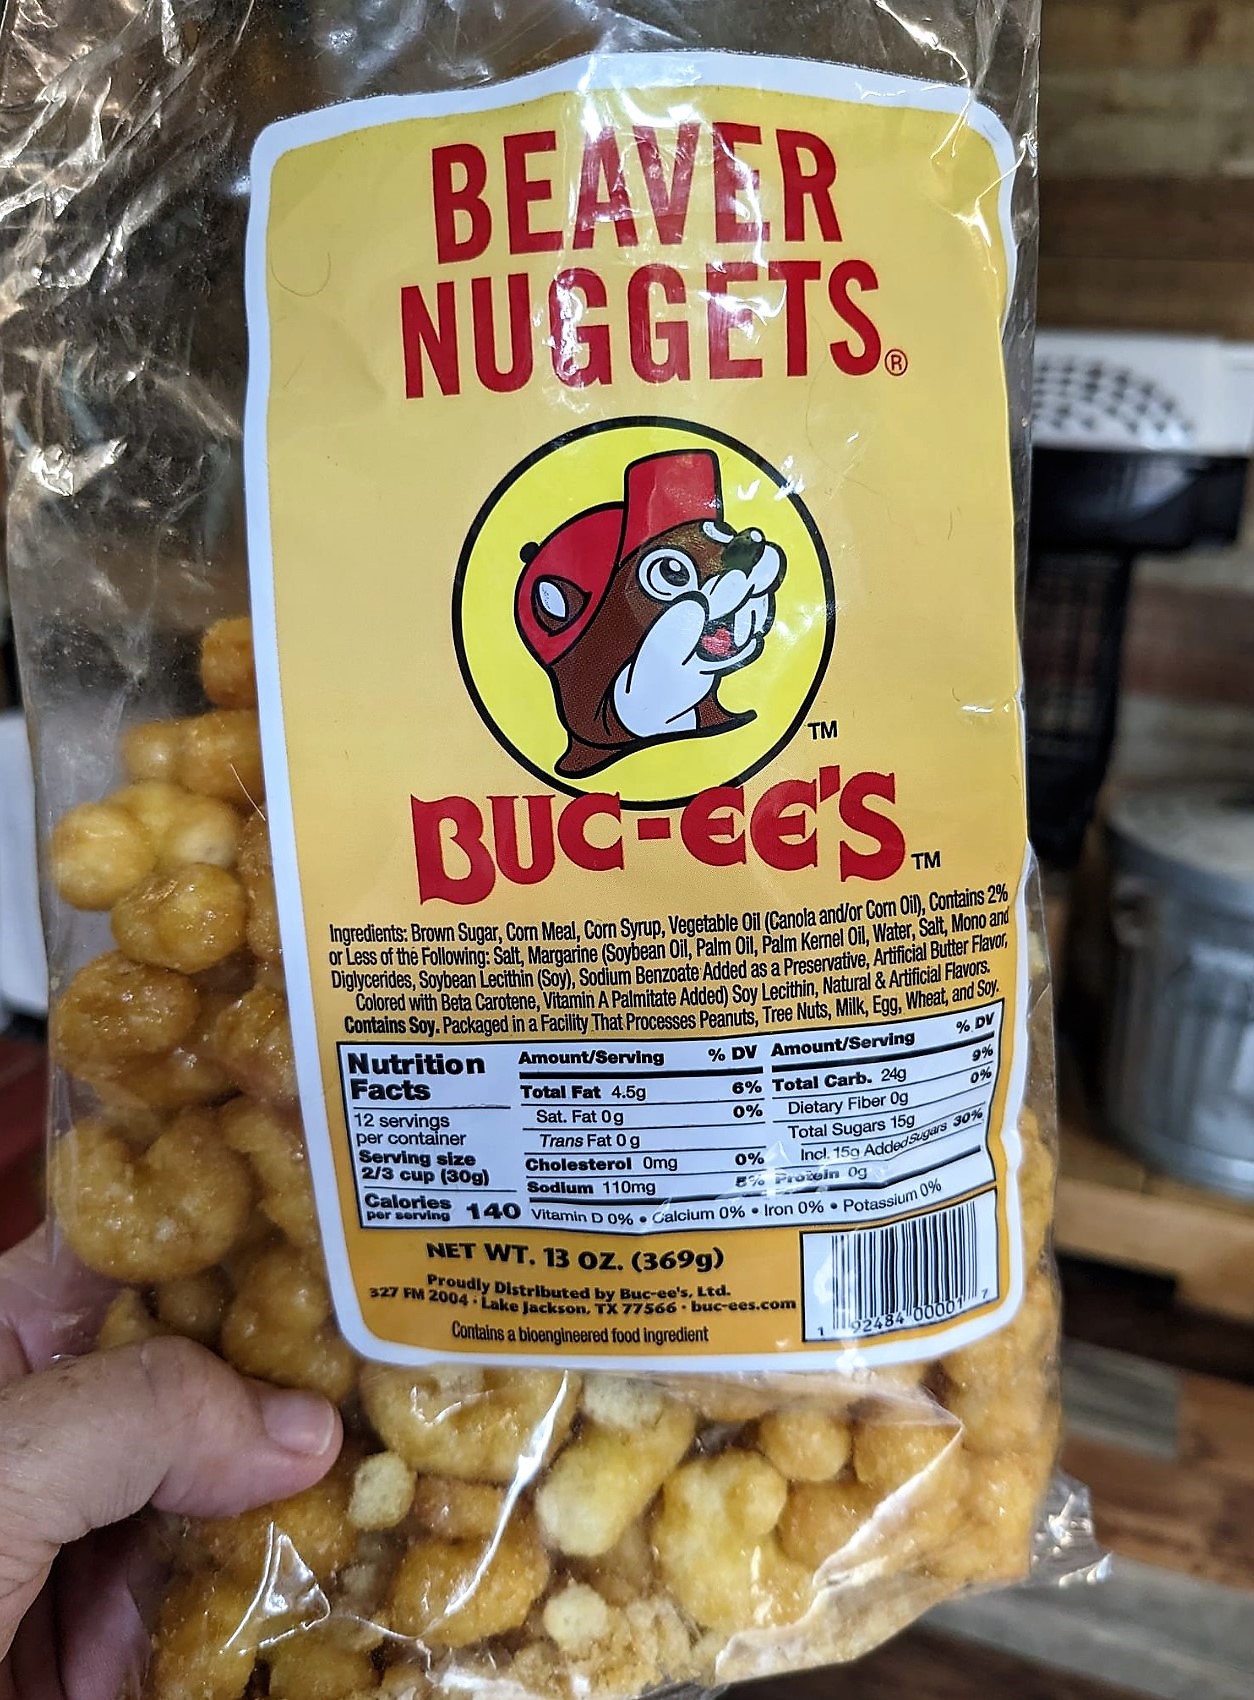 BEAVER
NUGGETS®
TM
BUC-EE'S TM
Ingredients: Brown Sugar, Corn Meal, Corn Syrup, Vegetable Oil (Canola and/or Corn Oil), Contains 2%
or Less of the Following: Salt, Margarine (Soybean Oil, Palm Oil, Palm Kernel Oil, Water, Salt, Mono and
Diglycerides, Soybean Lecithin (Soy), Sodium Benzoate Added as a Preservative, Artificial Butter Flavor,
Colored with Beta Carotene, Vitamin A Palmitate Added) Soy Lecithin, Natural & Artificial Flavors.
Contains Soy. Packaged in a Facility That Processes Peanuts, Tree Nuts, Milk, Egg, Wheat, and Soy.
Nutrition
Facts
12 servings
per container
Serving size
2/3 cup (30g)
Calories
per serving 140
Amount/Serving % DV
Total Fat 4.5g 6%
Sat. Fat 0g 0%
Trans Fat 0g
Cholesterol 0mg 0%
Sodium 110mg 5%
Amount/Serving % DV
Total Carb. 24g 9%
Dietary Fiber 0g 0%
Total Sugars 15g
Incl. 15g Added Sugars 30%
Protein 0g
Vitamin D 0% • Calcium 0% • Iron 0% • Potassium 0%
NET WT. 13 OZ. (369g)
Proudly Distributed by Buc-ee's, Ltd.
327 FM 2004 • Lake Jackson, TX 77566 • buc-ees.com
Contains a bioengineered food ingredient
1 92484 00001 7